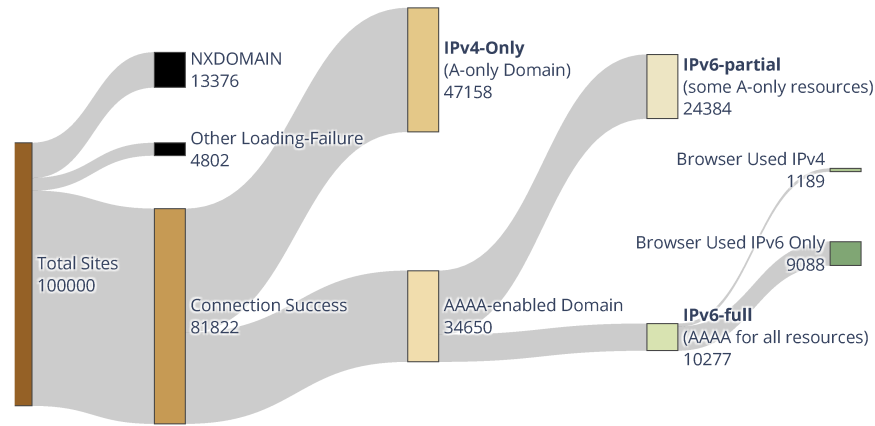 Total Sites
100000
NXDOMAIN
13376
Other Loading-Failure
4802
Connection Success
81822
IPv4-Only
(A-only Domain)
47158
AAAA-enabled Domain
34650
IPv6-partial
(some A-only resources)
24384
IPv6-full
(AAAA for all resources)
10277
Browser Used IPv4
1189
Browser Used IPv6 Only
9088